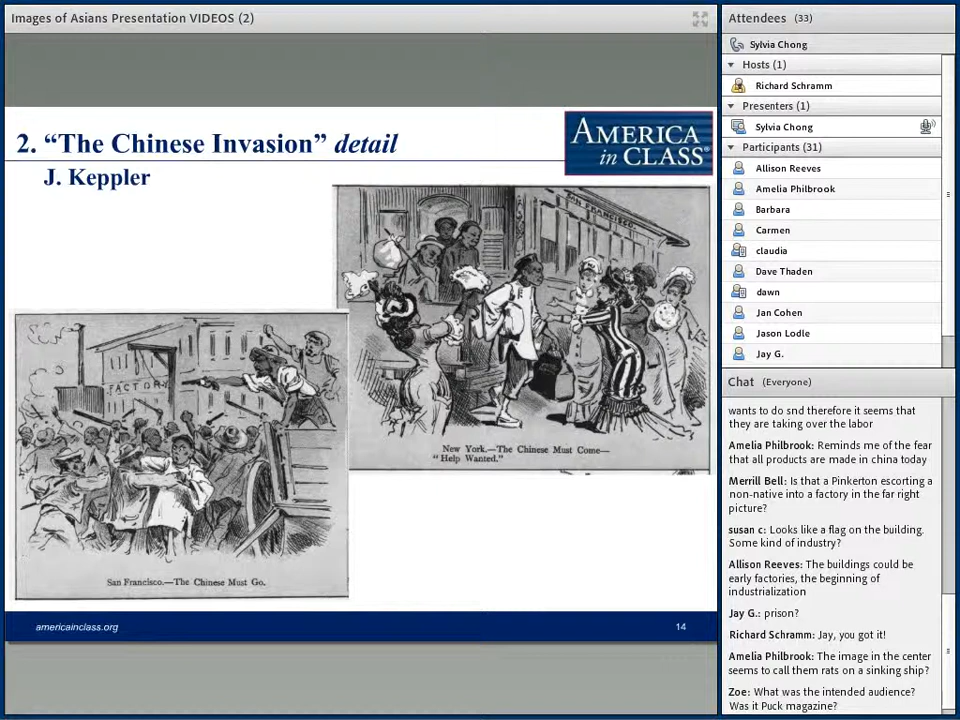 Images of Asians Presentation VIDEOS (2)
2. “The Chinese Invasion” detail
J. Keppler
AMERICA
in CLASS
SAN FRANCISCO.
New York.—The Chinese Must Come—
“Help Wanted.”
FACTORY
San Francisco.—The Chinese Must Go.
americainclass.org
14
Attendees (33)
Sylvia Chong
Hosts (1)
Richard Schramm
Presenters (1)
Sylvia Chong
Participants (31)
Allison Reeves
Amelia Philbrook
Barbara
Carmen
claudia
Dave Thaden
dawn
Jan Cohen
Jason Lodle
Jay G.
Chat (Everyone)
wants to do snd therefore it seems that
they are taking over the labor
Amelia Philbrook: Reminds me of the fear
that all products are made in china today
Merrill Bell: Is that a Pinkerton escorting a
non-native into a factory in the far right
picture?
susan c: Looks like a flag on the building.
Some kind of industry?
Allison Reeves: The buildings could be
early factories, the beginning of
industrialization
Jay G.: prison?
Richard Schramm: Jay, you got it!
Amelia Philbrook: The image in the center
seems to call them rats on a sinking ship?
Zoe: What was the intended audience?
Was it Puck magazine?